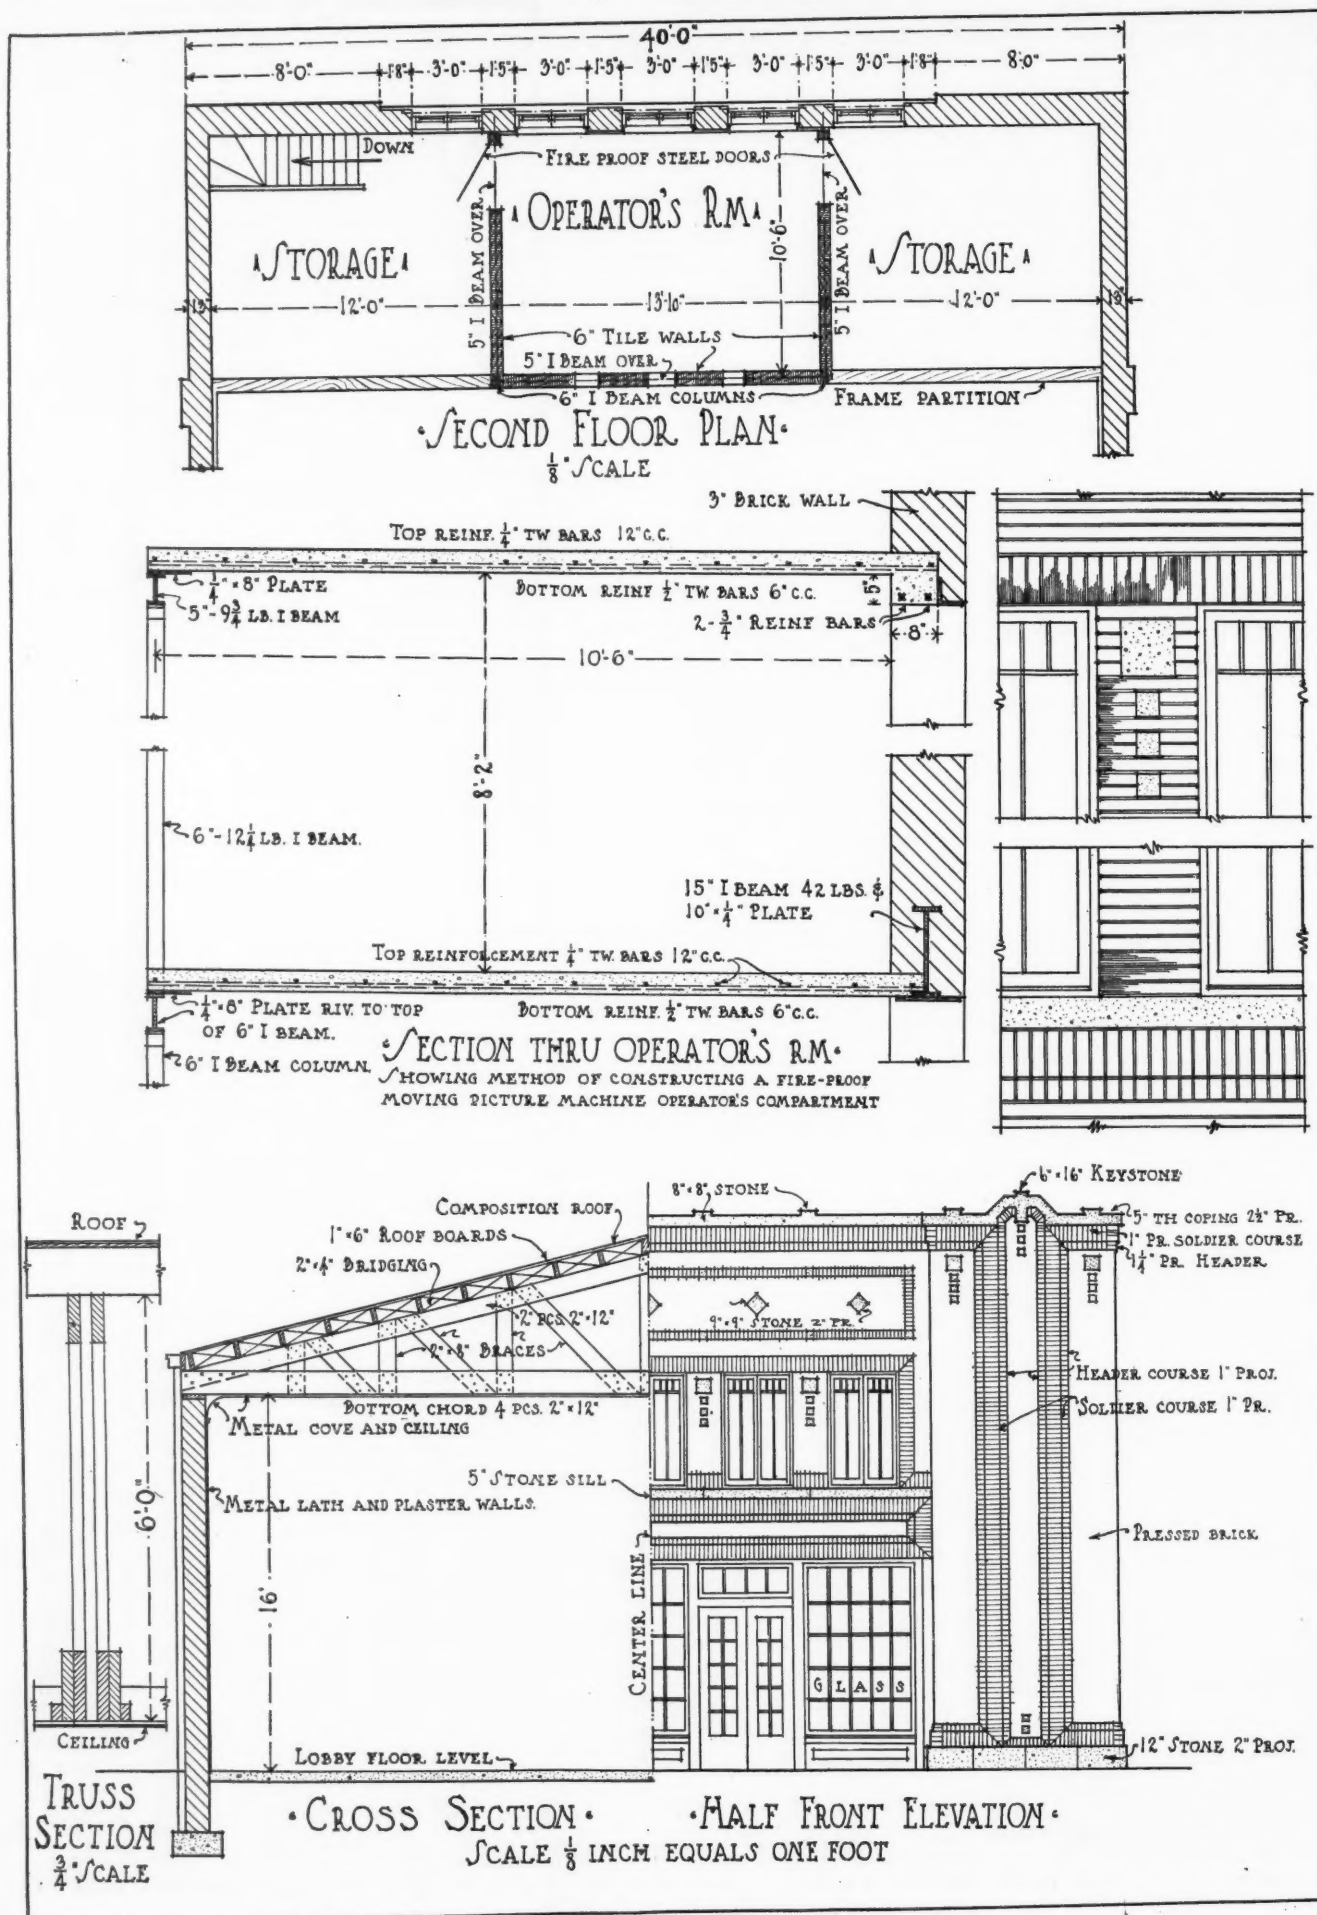 40'-0"
8'-0" 1'-8" 3'-0" 1'-5" 3'-0" 1'-5" 3'-0" 1'-5" 3'-0" 1'-5" 3'-0" 1'-8" 8'-0"
DOWN
FIRE PROOF STEEL DOORS
OPERATOR'S RM
STORAGE
STORAGE
5" I BEAM OVER
10'-6"
5" I BEAM OVER
13" 12'-0" 13'-10" 12'-0" 13"
6" TILE WALLS
5" I BEAM OVER
6" I BEAM COLUMNS
FRAME PARTITION
·SECOND FLOOR PLAN·
1/8" SCALE
3" BRICK WALL
TOP REINF. 1/4" TW BARS 12" C.C.
1/4" × 8" PLATE
BOTTOM REINF 1/2" TW. BARS 6" C.C.
5"
5"-9 3/4 LB. I BEAM
2-3/4" REINF BARS
8"
10'-6"
8'-2"
6"-12 1/4 LB. I BEAM.
15" I BEAM 42 LBS. &
10" × 1/4" PLATE
TOP REINFORCEMENT 1/4" TW. BARS 12" C.C.
1/4" × 8" PLATE RIV. TO TOP
OF 6" I BEAM.
BOTTOM REINF. 1/2" TW. BARS 6" C.C.
6" I BEAM COLUMN.
·SECTION THRU OPERATOR'S RM·
SHOWING METHOD OF CONSTRUCTING A FIRE-PROOF
MOVING PICTURE MACHINE OPERATOR'S COMPARTMENT
ROOF
6'-0"
CEILING
TRUSS
SECTION
3/4" SCALE
COMPOSITION ROOF
1" × 6" ROOF BOARDS
2" × 4" BRIDGING
2" PCS. 2" × 12"
2" × 8" BRACES
BOTTOM CHORD 4 PCS. 2" × 12"
METAL COVE AND CEILING
METAL LATH AND PLASTER WALLS.
16'
LOBBY FLOOR LEVEL
·CROSS SECTION·
8" × 8" STONE
6" × 16" KEYSTONE
5" TH COPING 2 1/2" PR.
1" PR. SOLDIER COURSE
1 1/4" PR. HEADER
9" × 9" STONE 2" PR.
HEADER COURSE 1" PROJ.
SOLDIER COURSE 1" PR.
5" STONE SILL
PRESSED BRICK
CENTER LINE
GLASS
12" STONE 2" PROJ.
·HALF FRONT ELEVATION·
SCALE 1/8 INCH EQUALS ONE FOOT